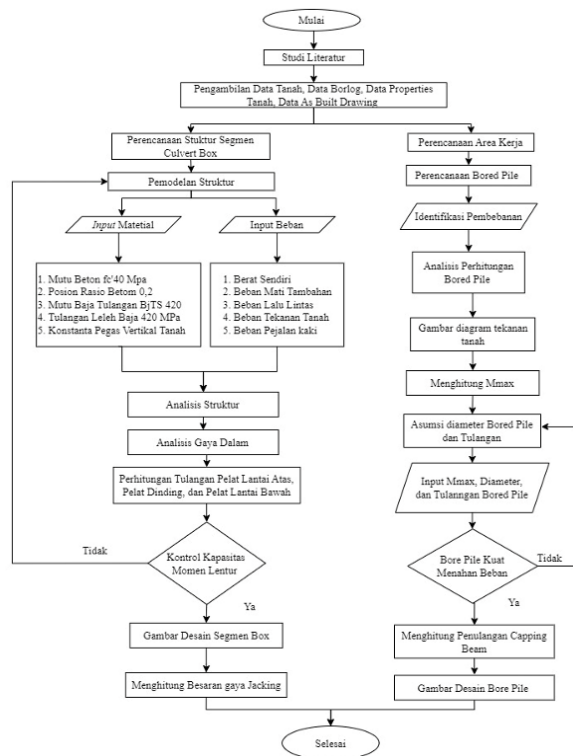 Mulai
Studi Literatur
Pengambilan Data Tanah, Data Borlog, Data Properties
Tanah, Data As Built Drawing
Perencanaan Stuktur Segmen
Culvert Box
Pemodelan Struktur
Input Matetial
Input Beban
1. Mutu Beton fc'40 Mpa
2. Posion Rasio Betom 0,2
3. Mutu Baja Tulangan BjTS 420
4. Tulangan Leleh Baja 420 MPa
5. Konstanta Pegas Vertikal Tanah
1. Berat Sendiri
2. Beban Mati Tambahan
3. Beban Lalu Lintas
4. Beban Tekanan Tanah
5. Beban Pejalan kaki
Analisis Struktur
Analisis Gaya Dalam
Perhitungan Tulangan Pelat Lantai Atas,
Pelat Dinding, dan Pelat Lantai Bawah
Tidak
Kontrol Kapasitas
Momen Lentur
Ya
Gambar Desain Segmen Box
Menghitung Besaran gaya Jacking
Perencanaan Area Kerja
Perencanaan Bored Pile
Identifikasi Pembebanan
Analisis Perhitungan
Bored Pile
Gambar diagram tekanan
tanah
Menghitung Mmax
Asumsi diameter Bored Pile
dan Tulangan
Input Mmax, Diameter,
dan Tulanngan Bored Pile
Bore Pile Kuat
Menahan Beban
Tidak
Ya
Menghitung Penulangan Capping
Beam
Gambar Desain Bore Pile
Selesai